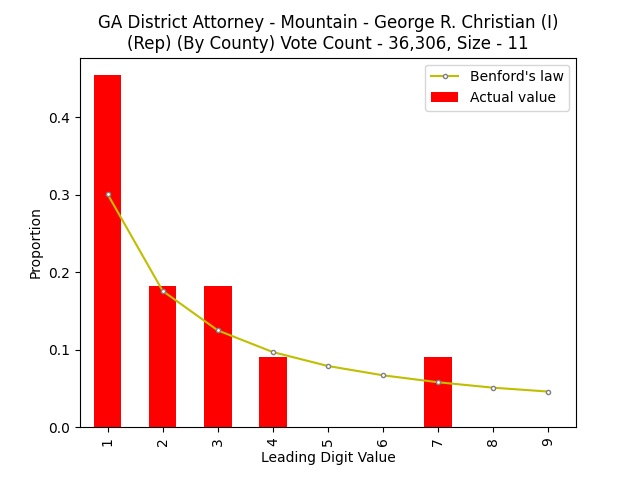 GA District Attorney - Mountain - George R. Christian (I)
(Rep) (By County) Vote Count - 36,306, Size - 11
Benford's law
Actual value
0.4
0.3
0.2
0.1
0.0
Proportion
1 2 3 4 5 6 7 8 9
Leading Digit Value